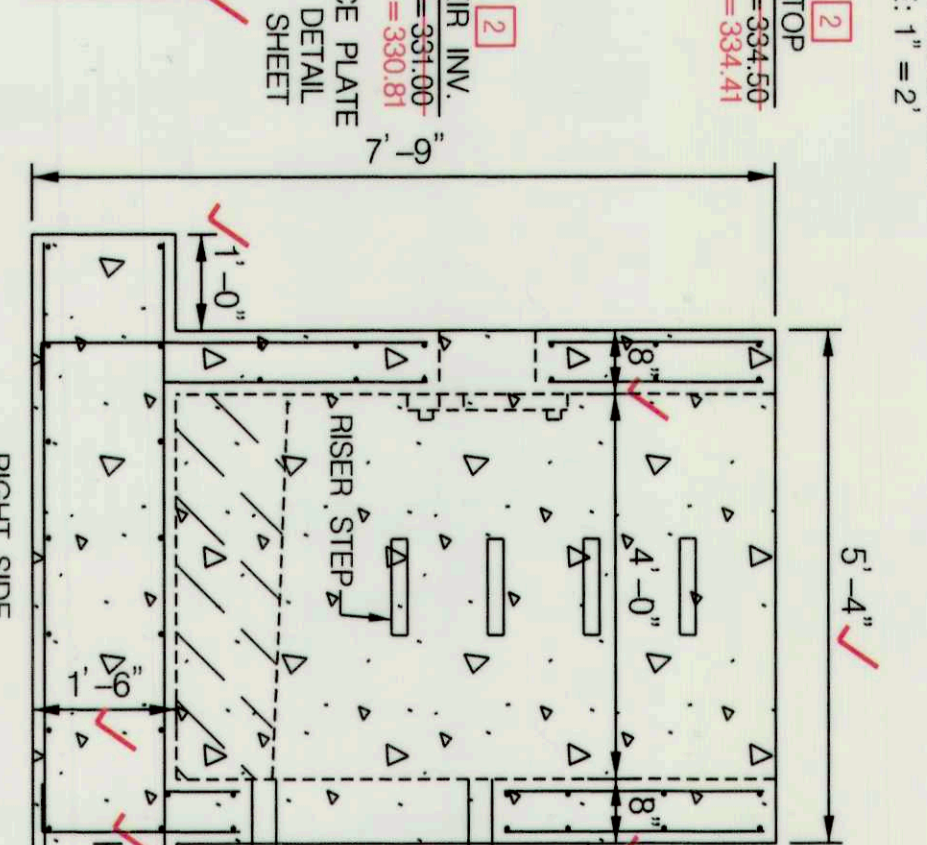 : 1" = 2'
2
TOP
=334.50
=334.41
2
IR INV.
=331.00
=330.81
CE PLATE
DETAIL
SHEET
7'-9"
1'-0"
8"
5'-4"
RISER STEP
4'-0"
1'-6"
8"
RIGHT SIDE